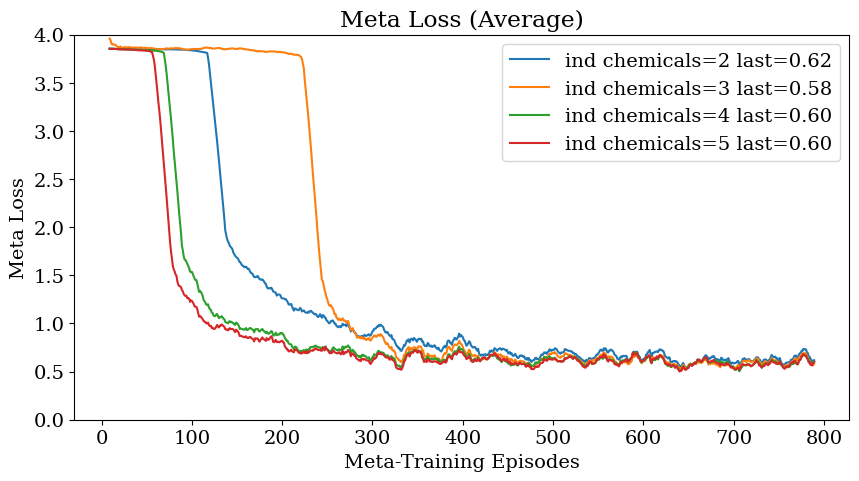 Meta Loss (Average)
4.0
3.5
3.0
2.5
2.0
1.5
1.0
0.5
0.0
Meta Loss
ind chemicals=2 last=0.62
ind chemicals=3 last=0.58
ind chemicals=4 last=0.60
ind chemicals=5 last=0.60
0 100 200 300 400 500 600 700 800
Meta-Training Episodes